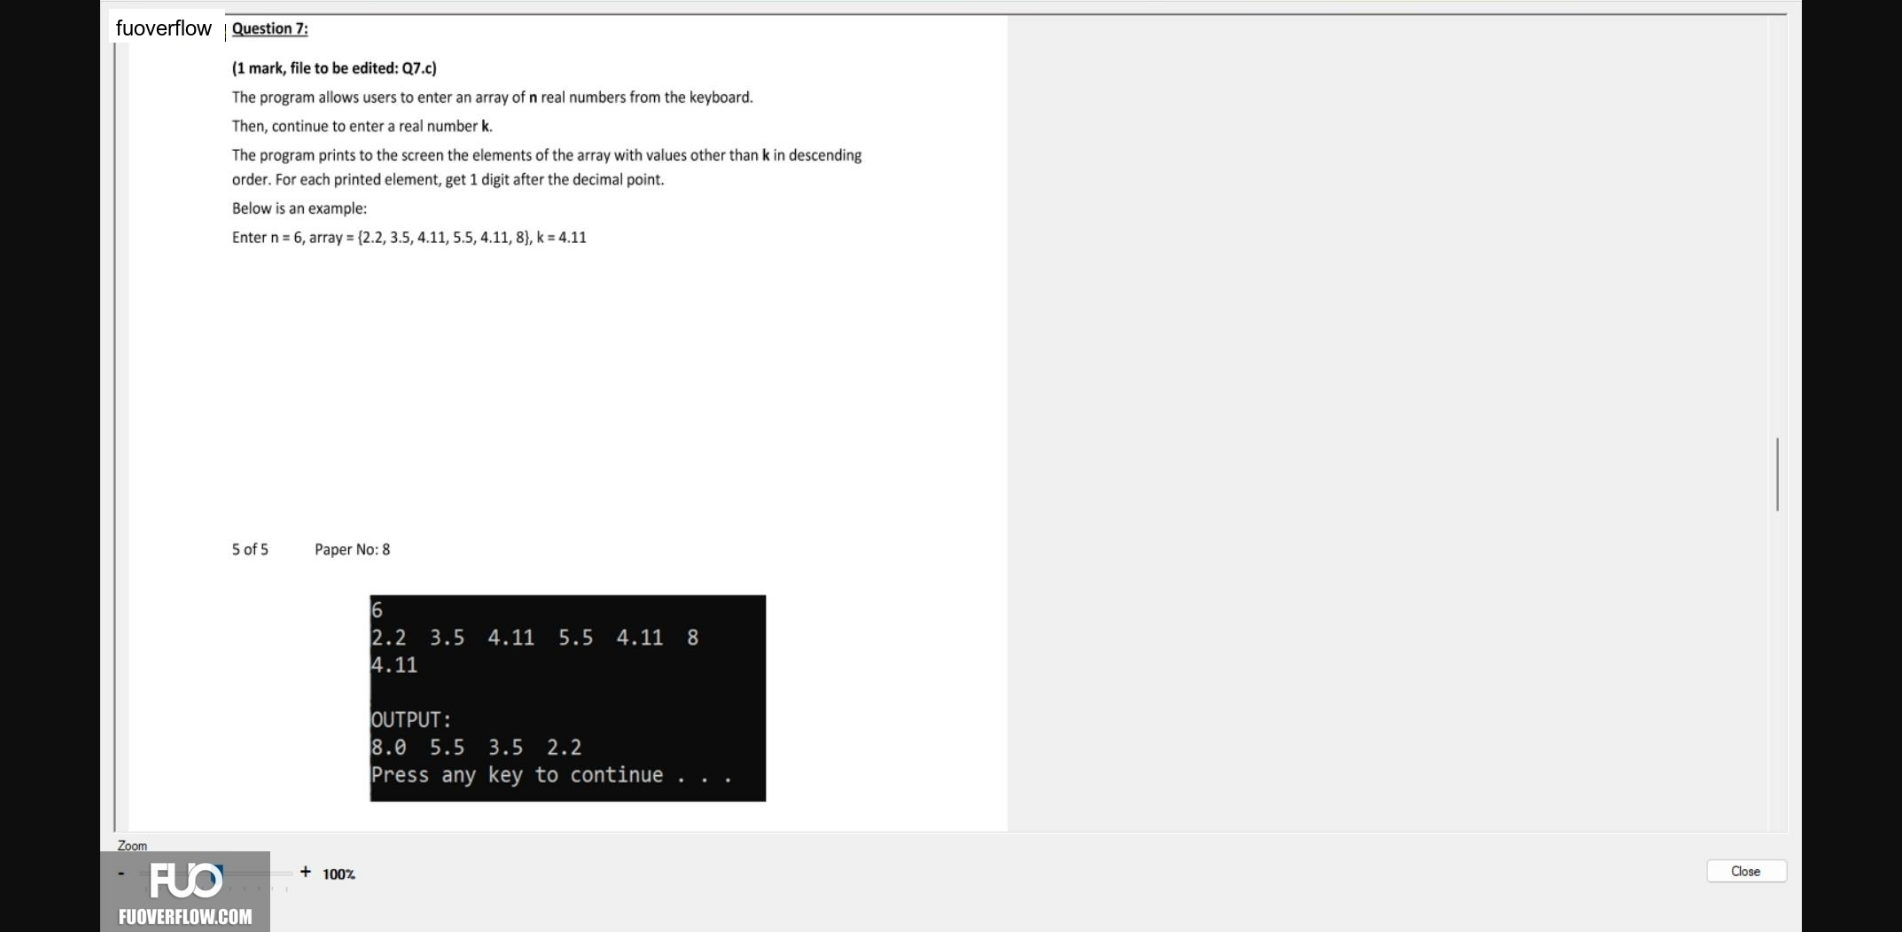 fuoverflow
Question 7:
(1 mark, file to be edited: Q7.c)
The program allows users to enter an array of n real numbers from the keyboard.
Then, continue to enter a real number k.
The program prints to the screen the elements of the array with values other than k in descending
order. For each printed element, get 1 digit after the decimal point.
Below is an example:
Enter n = 6, array = {2.2, 3.5, 4.11, 5.5, 4.11, 8}, k = 4.11
5 of 5 Paper No: 8
6
2.2 3.5 4.11 5.5 4.11 8
4.11
OUTPUT:
8.0 5.5 3.5 2.2
Press any key to continue . . .
Zoom
- + 100%
Close
FUO
FUOVERFLOW.COM